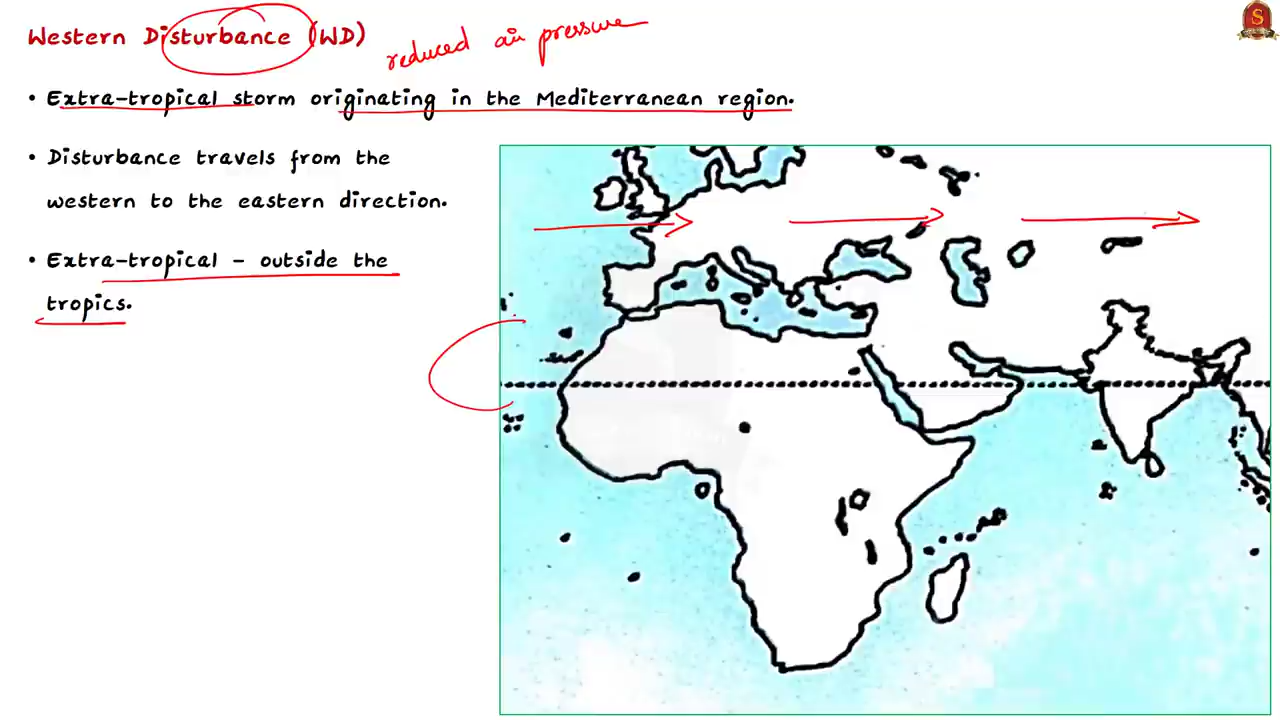 Western Disturbance (WD)
reduced air pressure
• Extra-tropical storm originating in the Mediterranean region.
• Disturbance travels from the
western to the eastern direction.
• Extra-tropical – outside the
tropics.
S